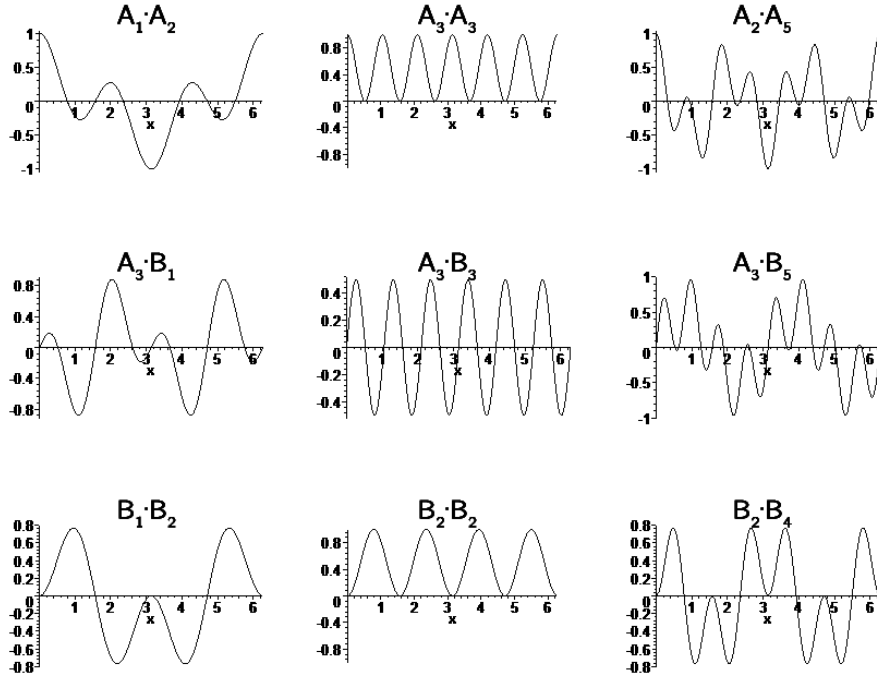 A₁·A₂ A₃·A₃ A₂·A₅
1 0.5 0 -0.5 -1 1 2 3 4 5 6 x
0.8 0.4 0 -0.4 -0.8 1 2 3 4 5 6 x
1 0.5 0 -0.5 -1 1 2 3 4 5 6 x
A₃·B₁ A₃·B₃ A₃·B₅
0.8 0.4 0 -0.4 -0.8 1 2 3 4 5 6 x
0.4 0.2 0 -0.2 -0.4 1 2 3 4 5 6 x
1 0.5 0 -0.5 -1 1 2 3 4 5 6 x
B₁·B₂ B₂·B₂ B₂·B₄
0.8 0.6 0.4 0.2 0 -0.2 -0.4 -0.6 -0.8 1 2 3 4 5 6 x
0.8 0.4 0 -0.4 -0.8 1 2 3 4 5 6 x
0.8 0.6 0.4 0.2 0 -0.2 -0.4 -0.6 -0.8 1 2 3 4 5 6 x